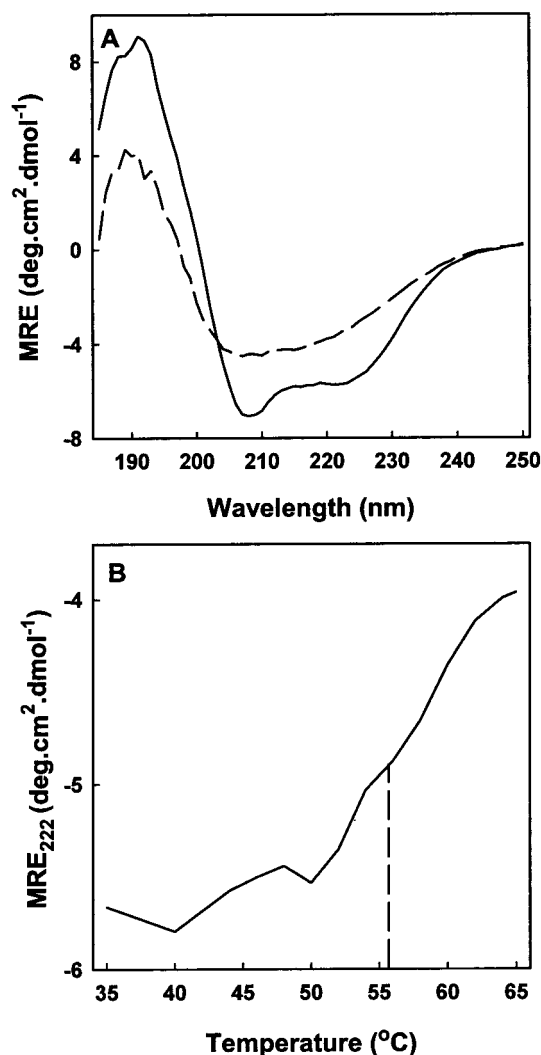 A
MRE (deg.cm².dmol⁻¹)
8
4
0
-4
-8
190 200 210 220 230 240 250
Wavelength (nm)
B
MRE₂₂₂ (deg.cm².dmol⁻¹)
-4
-5
-6
35 40 45 50 55 60 65
Temperature (°C)